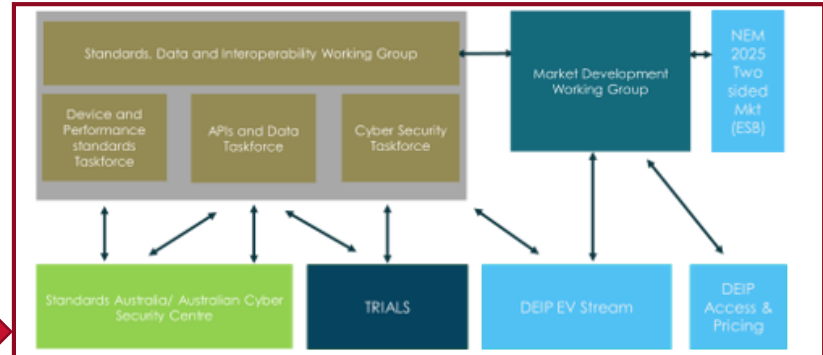 Standards, Data and Interoperability Working Group
Device and
Performance
standards
Taskforce
APIs and Data
Taskforce
Cyber Security
Taskforce
Market Development
Working Group
NEM
2025
Two
sided
Mkt
(ESB)
Standards Australia/ Australian Cyber
Security Centre
TRIALS
DEIP EV Stream
DEIP
Access &
Pricing